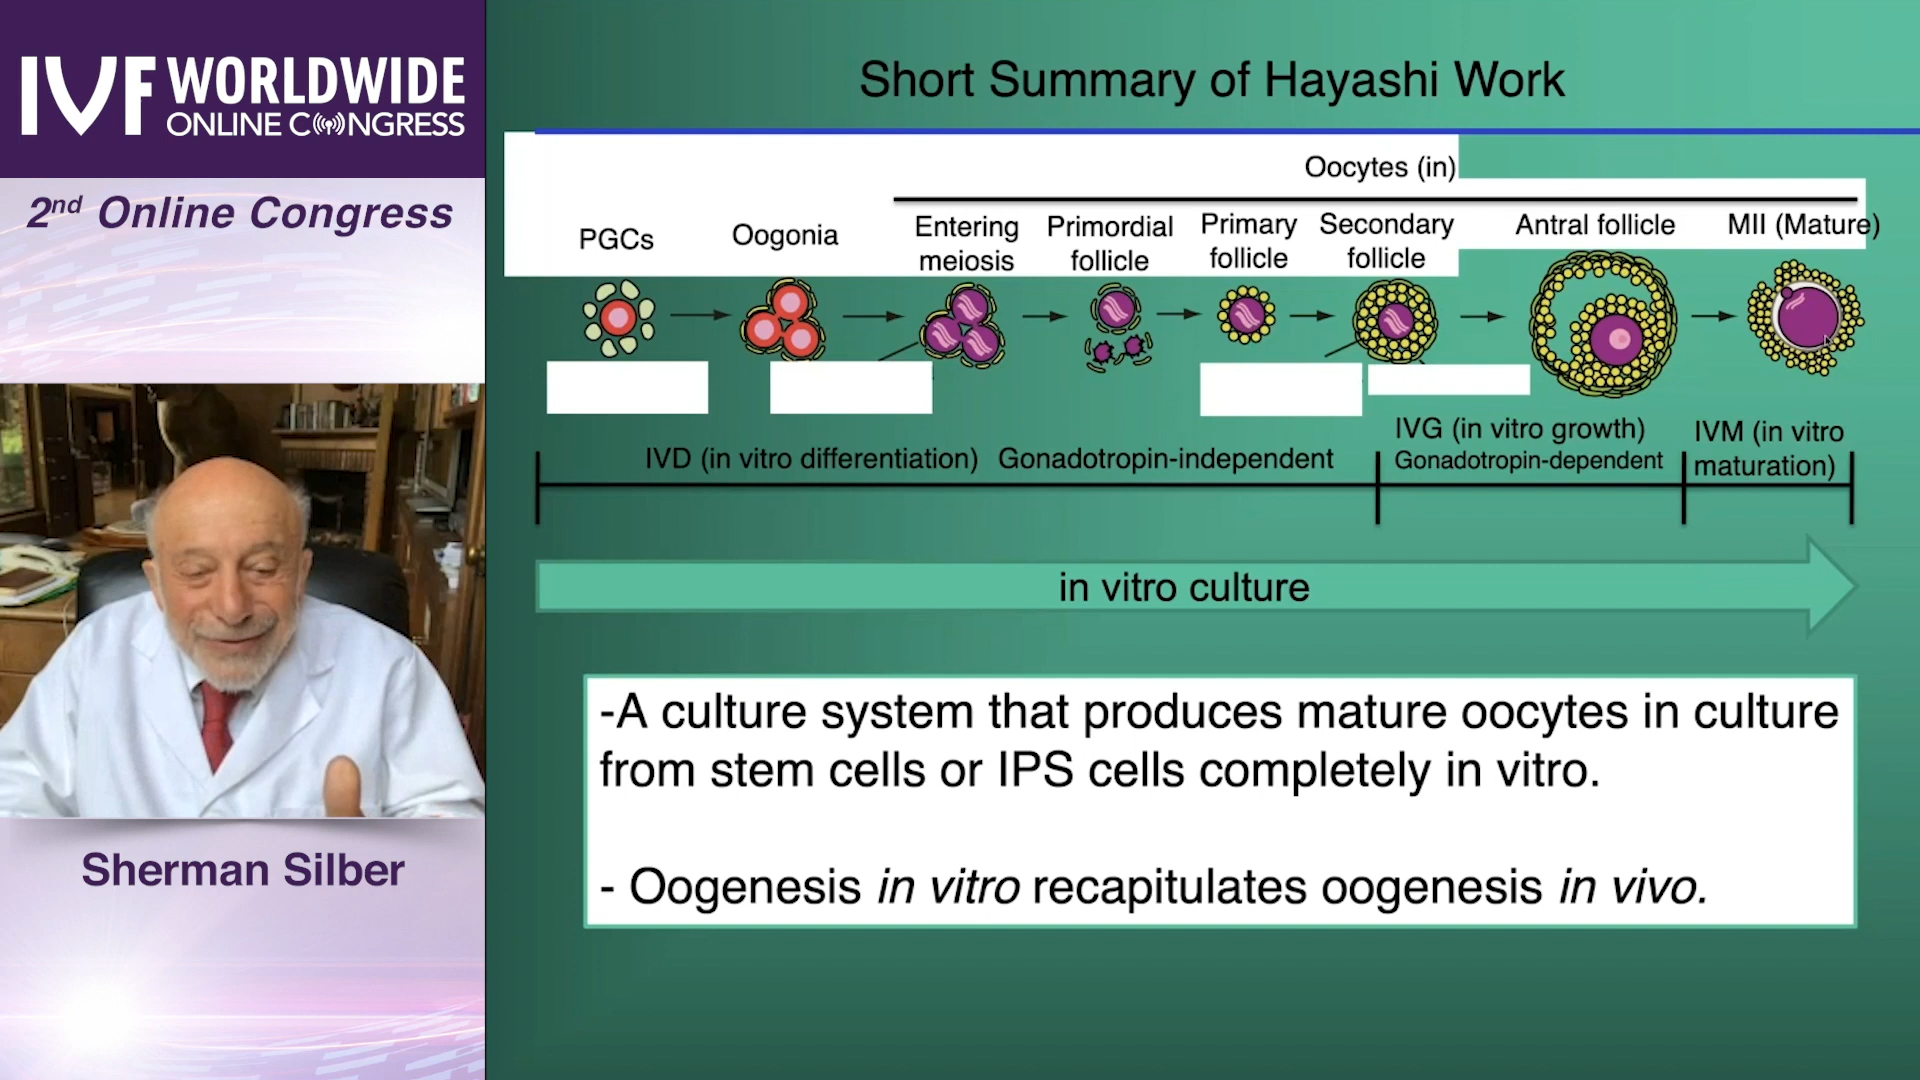 IVF WORLDWIDE
ONLINE CONGRESS
2nd Online Congress
Sherman Silber
Short Summary of Hayashi Work
Oocytes (in)
PGCs
Oogonia
Entering
meiosis
Primordial
follicle
Primary
follicle
Secondary
follicle
Antral follicle
MII (Mature)
IVD (in vitro differentiation) Gonadotropin-independent
IVG (in vitro growth)
Gonadotropin-dependent
IVM (in vitro
maturation)
in vitro culture
-A culture system that produces mature oocytes in culture
from stem cells or IPS cells completely in vitro.
- Oogenesis in vitro recapitulates oogenesis in vivo.